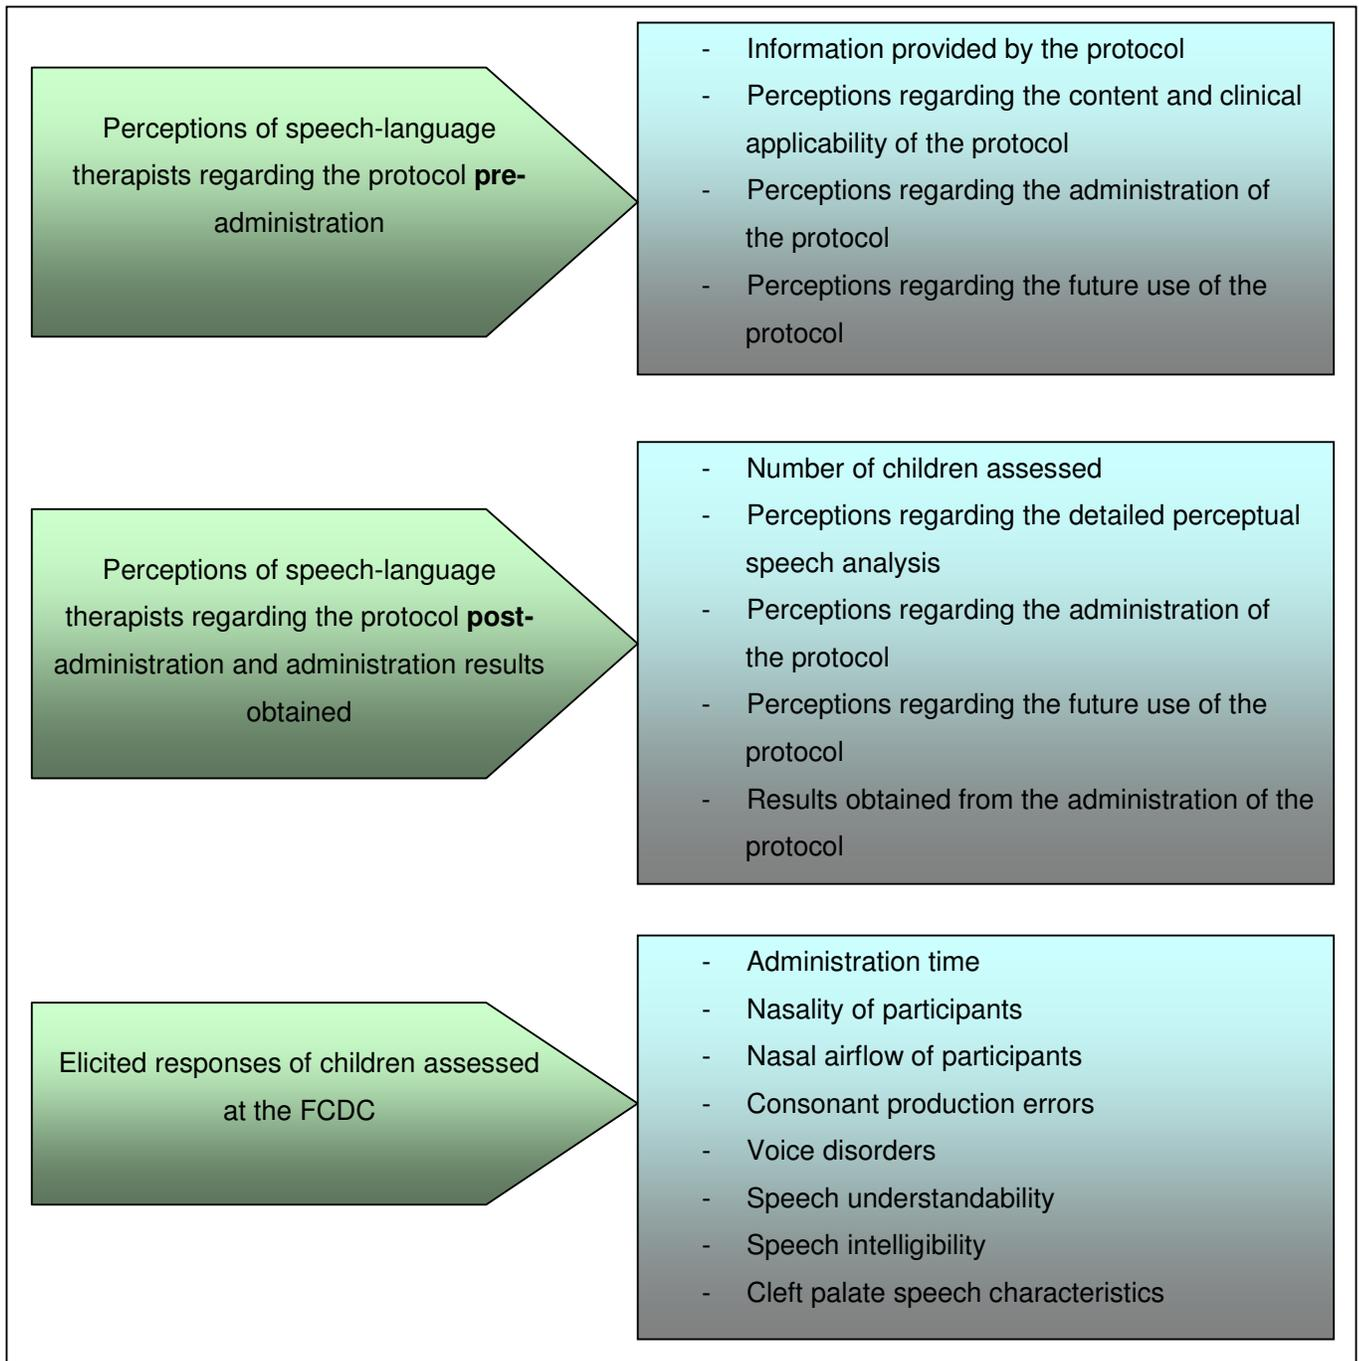 Perceptions of speech-language
therapists regarding the protocol pre-
administration
- Information provided by the protocol
- Perceptions regarding the content and clinical
applicability of the protocol
- Perceptions regarding the administration of
the protocol
- Perceptions regarding the future use of the
protocol
Perceptions of speech-language
therapists regarding the protocol post-
administration and administration results
obtained
- Number of children assessed
- Perceptions regarding the detailed perceptual
speech analysis
- Perceptions regarding the administration of
the protocol
- Perceptions regarding the future use of the
protocol
- Results obtained from the administration of the
protocol
Elicited responses of children assessed
at the FCDC
- Administration time
- Nasality of participants
- Nasal airflow of participants
- Consonant production errors
- Voice disorders
- Speech understandability
- Speech intelligibility
- Cleft palate speech characteristics